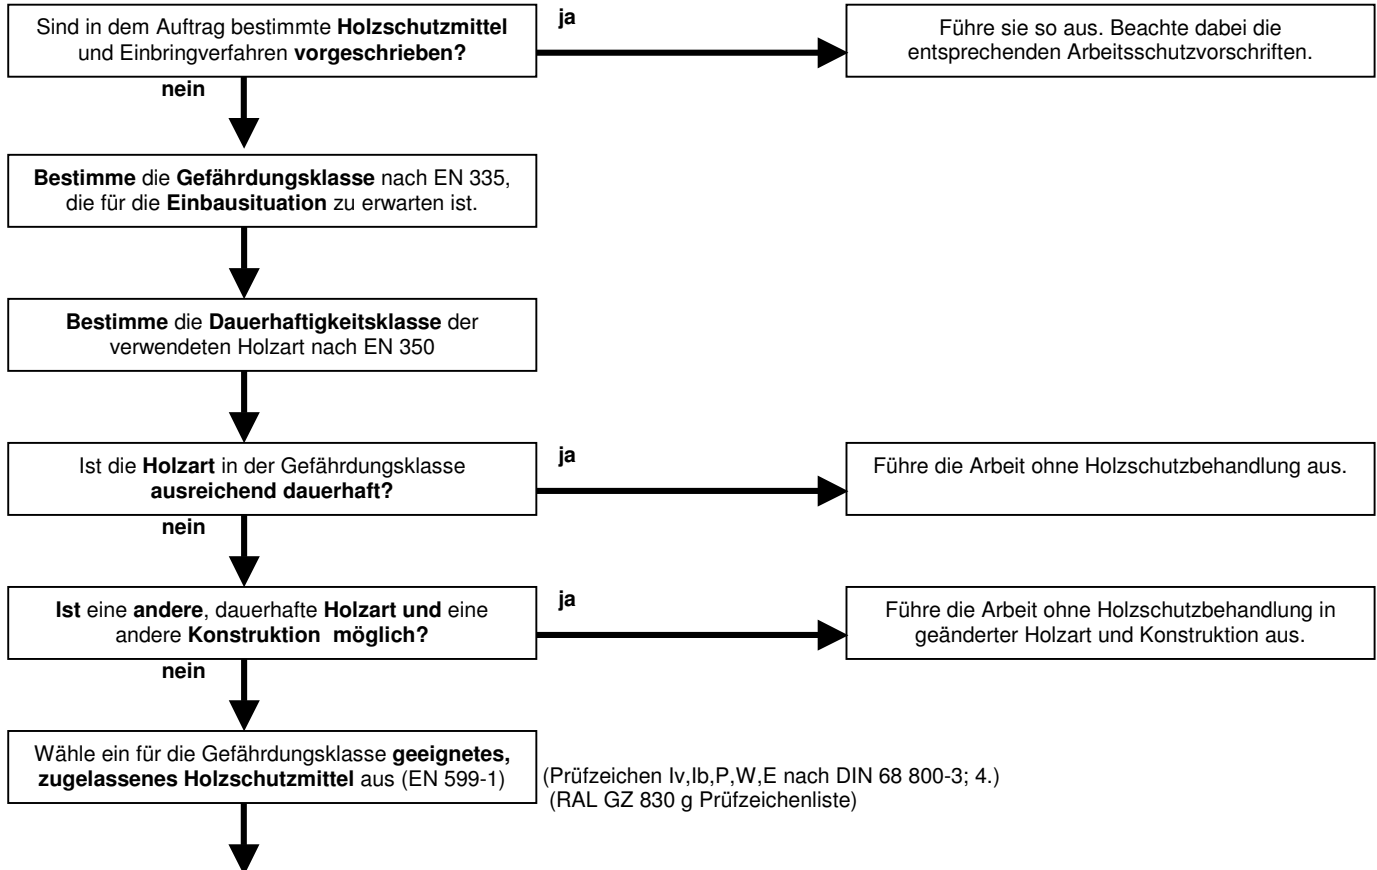 Sind in dem Auftrag bestimmte Holzschutzmittel
und Einbringverfahren vorgeschrieben?
ja
Führe sie so aus. Beachte dabei die
entsprechenden Arbeitsschutzvorschriften.
nein
Bestimme die Gefährdungsklasse nach EN 335,
die für die Einbausituation zu erwarten ist.
Bestimme die Dauerhaftigkeitsklasse der
verwendeten Holzart nach EN 350
Ist die Holzart in der Gefährdungsklasse
ausreichend dauerhaft?
ja
Führe die Arbeit ohne Holzschutzbehandlung aus.
nein
Ist eine andere, dauerhafte Holzart und eine
andere Konstruktion möglich?
ja
Führe die Arbeit ohne Holzschutzbehandlung in
geänderter Holzart und Konstruktion aus.
nein
Wähle ein für die Gefährdungsklasse geeignetes,
zugelassenes Holzschutzmittel aus (EN 599-1)
(Prüfzeichen Iv,Ib,P,W,E nach DIN 68 800-3; 4.)
(RAL GZ 830 g Prüfzeichenliste)